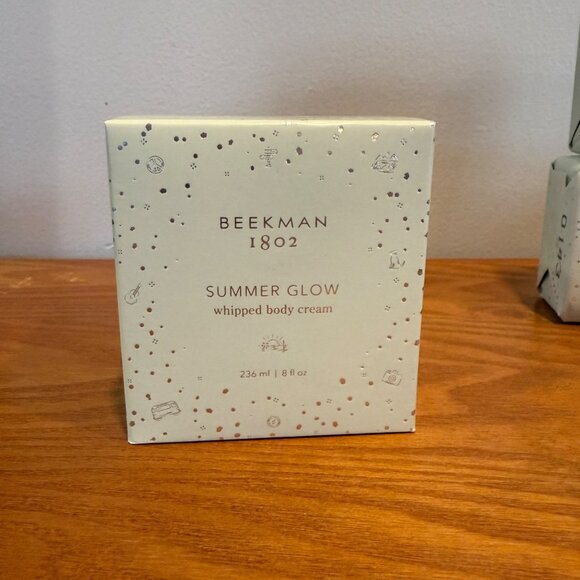 BEEKMAN
1802
SUMMER GLOW
whipped body cream
236 ml | 8 fl oz